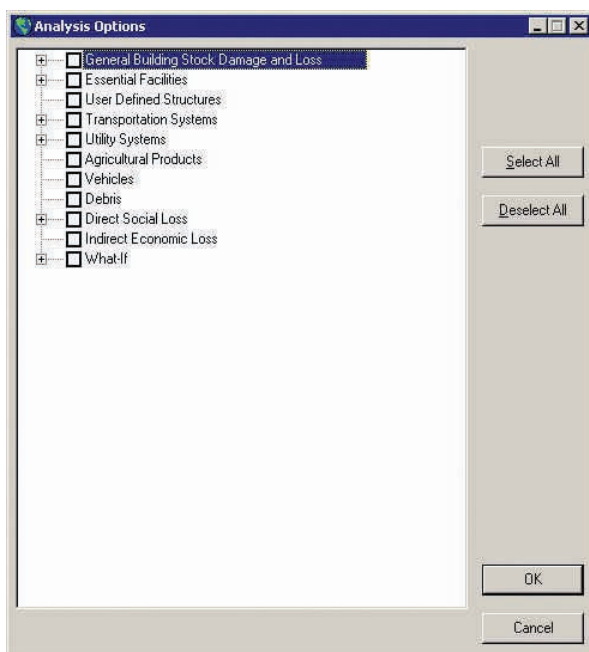 Analysis Options
General Building Stock Damage and Loss
Essential Facilities
User Defined Structures
Transportation Systems
Utility Systems
Agricultural Products
Vehicles
Debris
Direct Social Loss
Indirect Economic Loss
What-If
Select All
Deselect All
OK
Cancel